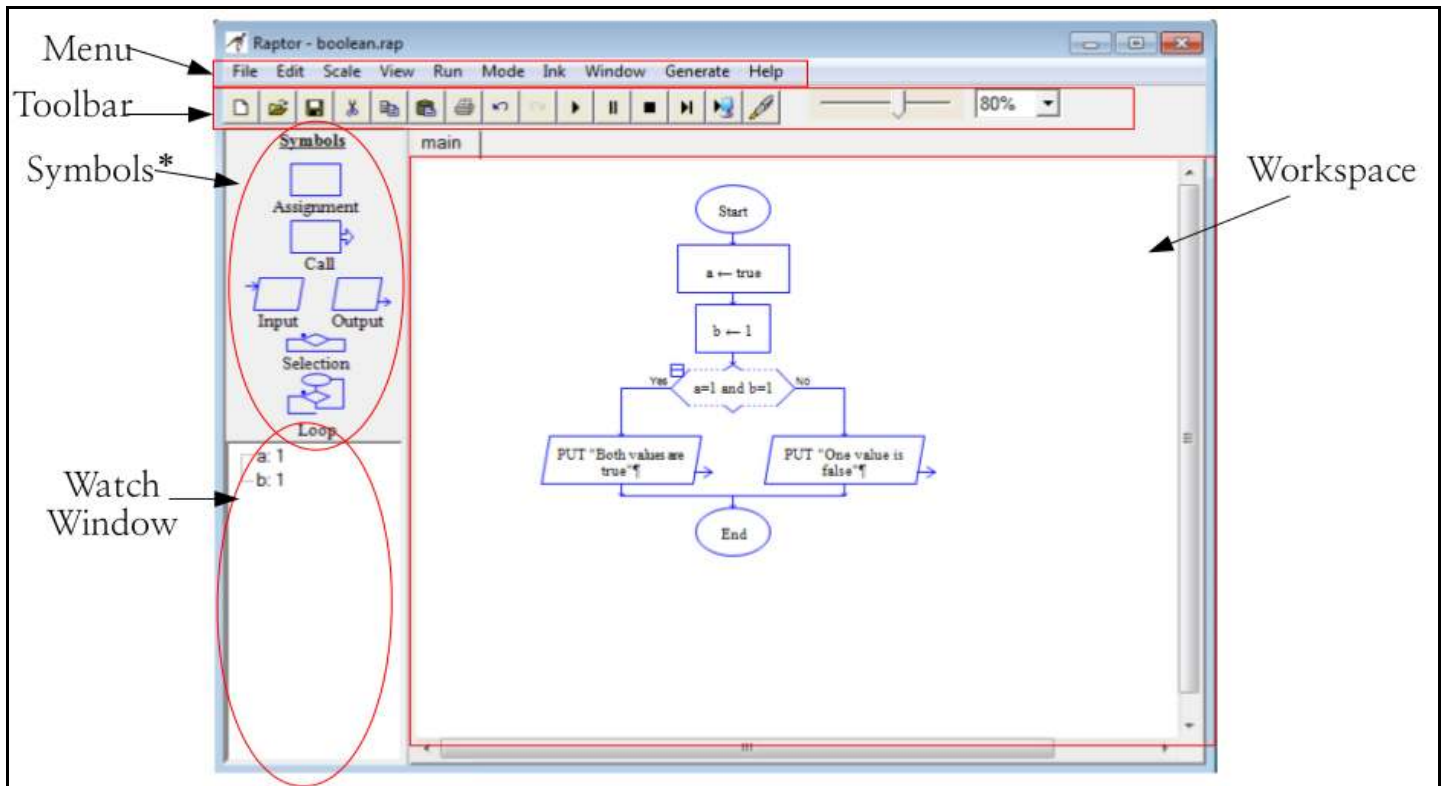 Menu
Toolbar
Symbols*
Watch
Window
Workspace
Raptor - boolean.rap
File Edit Scale View Run Mode Ink Window Generate Help
80%
Symbols
Assignment
Call
Input Output
Selection
Loop
a: 1
b: 1
main
Start
a ← true
b ← 1
Yes
a=1 and b=1
No
PUT "Both values are
true"¶
PUT "One value is
false"¶
End